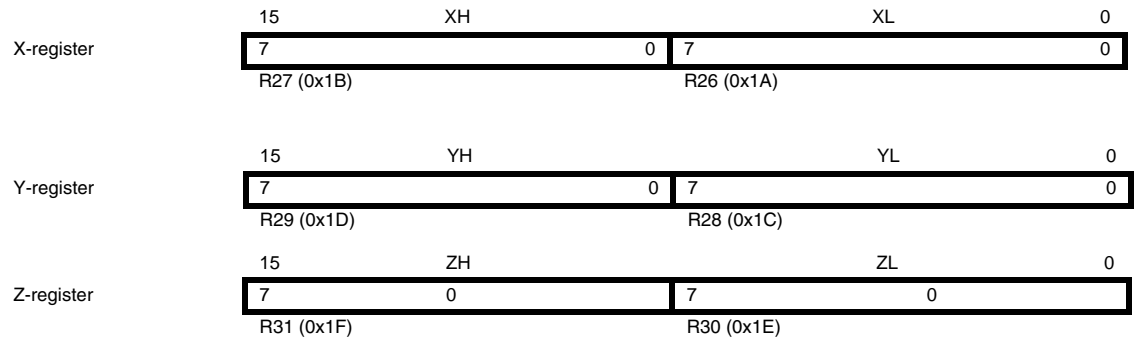 15 XH XL 0
X-register 7 0 7 0
R27 (0x1B) R26 (0x1A)
15 YH YL 0
Y-register 7 0 7 0
R29 (0x1D) R28 (0x1C)
15 ZH ZL 0
Z-register 7 0 7 0
R31 (0x1F) R30 (0x1E)